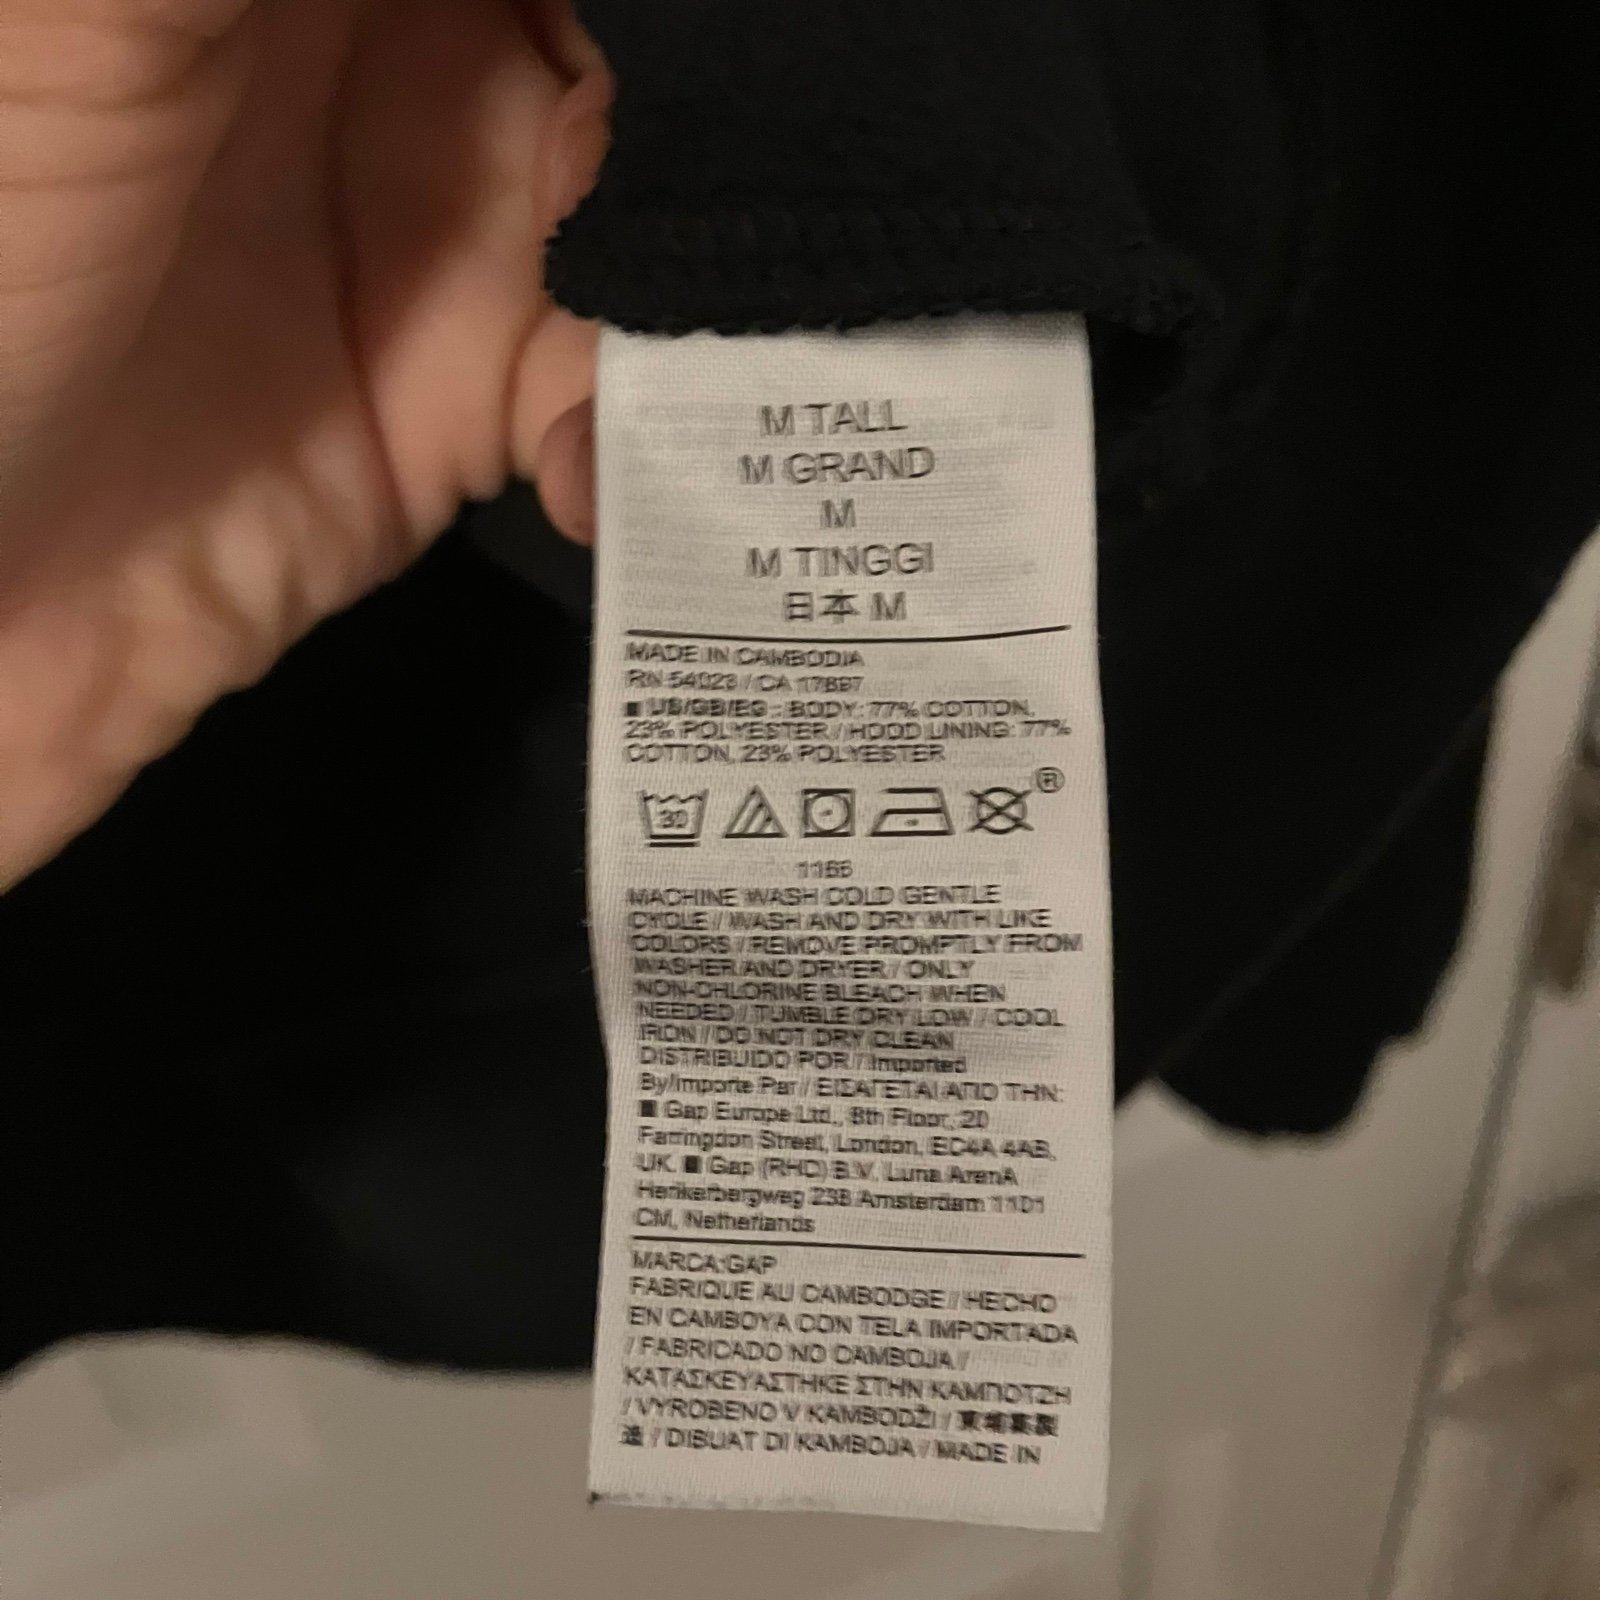 M TALL
M GRAND
M
M TINGGI
日本 M
MADE IN CAMBODIA
RN 54023 / CA 17897
■ US/GB/EG : BODY: 77% COTTON,
23% POLYESTER / HOOD LINING: 77%
COTTON, 23% POLYESTER
30
®
1166
MACHINE WASH COLD GENTLE
CYCLE / WASH AND DRY WITH LIKE
COLORS / REMOVE PROMPTLY FROM
WASHER AND DRYER / ONLY
NON-CHLORINE BLEACH WHEN
NEEDED / TUMBLE DRY LOW / COOL
IRON / DO NOT DRY CLEAN
DISTRIBUIDO POR / Imported
By/Importe Par / ΕΙΣΑΓΕΤΑΙ ΑΠΟ ΤΗΝ:
■ Gap Europe Ltd., 8th Floor, 20
Farringdon Street, London, EC4A 4AB,
UK. ■ Gap (RHD) B.V. Luna ArenA
Herikerbergweg 238 Amsterdam 1101
CM, Netherlands
MARCA:GAP
FABRIQUE AU CAMBODGE / HECHO
EN CAMBOYA CON TELA IMPORTADA
/ FABRICADO NO CAMBOJA /
ΚΑΤΑΣΚΕΥΑΣΤΗΚΕ ΣΤΗΝ ΚΑΜΠΟΤΖΗ
/ VYROBENO V KAMBODŽI / 柬埔寨製
造 / DIBUAT DI KAMBOJA / MADE IN